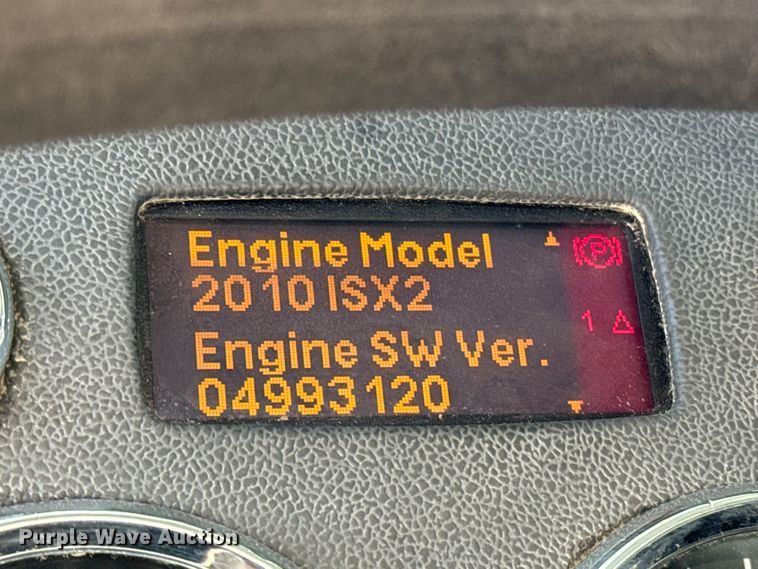 Engine Model
2010 ISX2
Engine SW Ver.
04993120
P
1
Purple Wave Auction